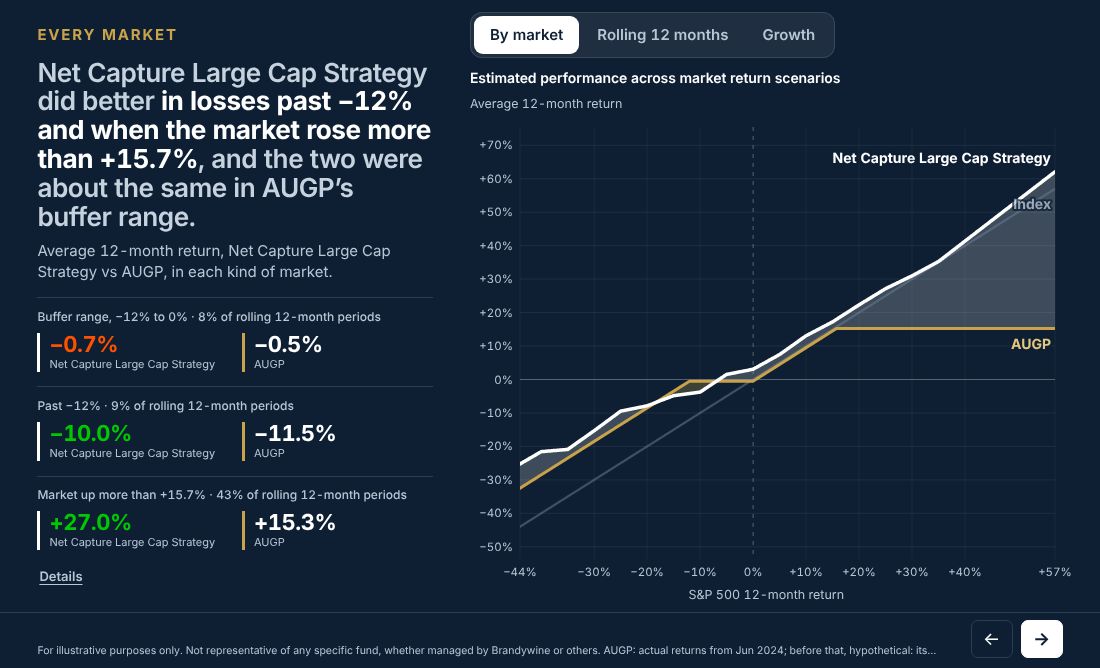 EVERY MARKET
Net Capture Large Cap Strategy
did better in losses past −12%
and when the market rose more
than +15.7%, and the two were
about the same in AUGP’s
buffer range.
Average 12-month return, Net Capture Large Cap
Strategy vs AUGP, in each kind of market.
Buffer range, −12% to 0% · 8% of rolling 12-month periods
−0.7%
Net Capture Large Cap Strategy
−0.5%
AUGP
Past −12% · 9% of rolling 12-month periods
−10.0%
Net Capture Large Cap Strategy
−11.5%
AUGP
Market up more than +15.7% · 43% of rolling 12-month periods
+27.0%
Net Capture Large Cap Strategy
+15.3%
AUGP
Details
By market
Rolling 12 months
Growth
Estimated performance across market return scenarios
Average 12-month return
+70%
+60%
+50%
+40%
+30%
+20%
+10%
0%
−10%
−20%
−30%
−40%
−50%
Net Capture Large Cap Strategy
Index
AUGP
−44%
−30%
−20%
−10%
0%
+10%
+20%
+30%
+40%
+57%
S&P 500 12-month return
For illustrative purposes only. Not representative of any specific fund, whether managed by Brandywine or others. AUGP: actual returns from Jun 2024; before that, hypothetical: its…
← →